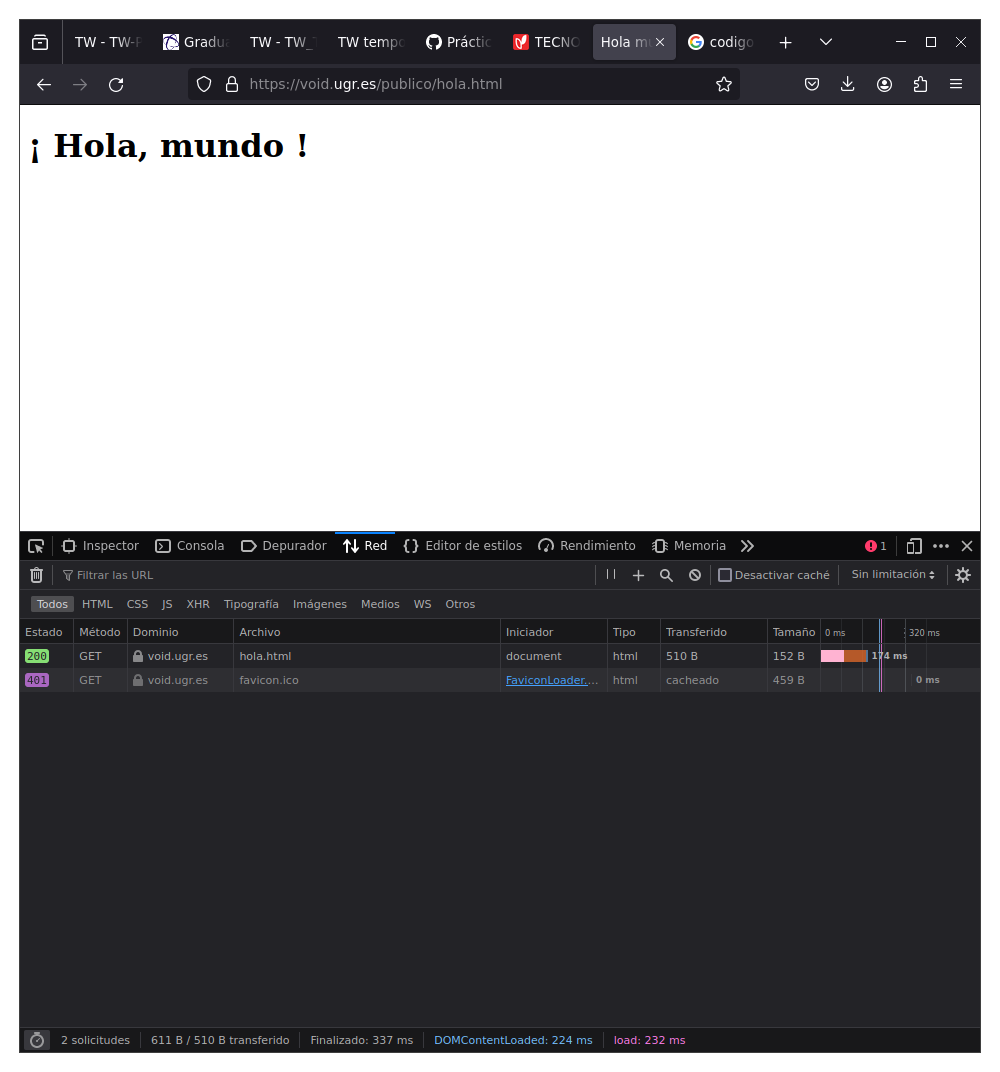 TW - TW-P Gradua TW - TW_T TW tempo Práctic TECNO Hola mu codigo
https://void.ugr.es/publico/hola.html
¡ Hola, mundo !
Inspector Consola Depurador Red Editor de estilos Rendimiento Memoria 1
Filtrar las URL Desactivar caché Sin limitación
Todos HTML CSS JS XHR Tipografía Imágenes Medios WS Otros
Estado Método Dominio Archivo Iniciador Tipo Transferido Tamaño 0 ms 320 ms
200 GET void.ugr.es hola.html document html 510 B 152 B 174 ms
401 GET void.ugr.es favicon.ico FaviconLoader.… html cacheado 459 B 0 ms
2 solicitudes 611 B / 510 B transferido Finalizado: 337 ms DOMContentLoaded: 224 ms load: 232 ms